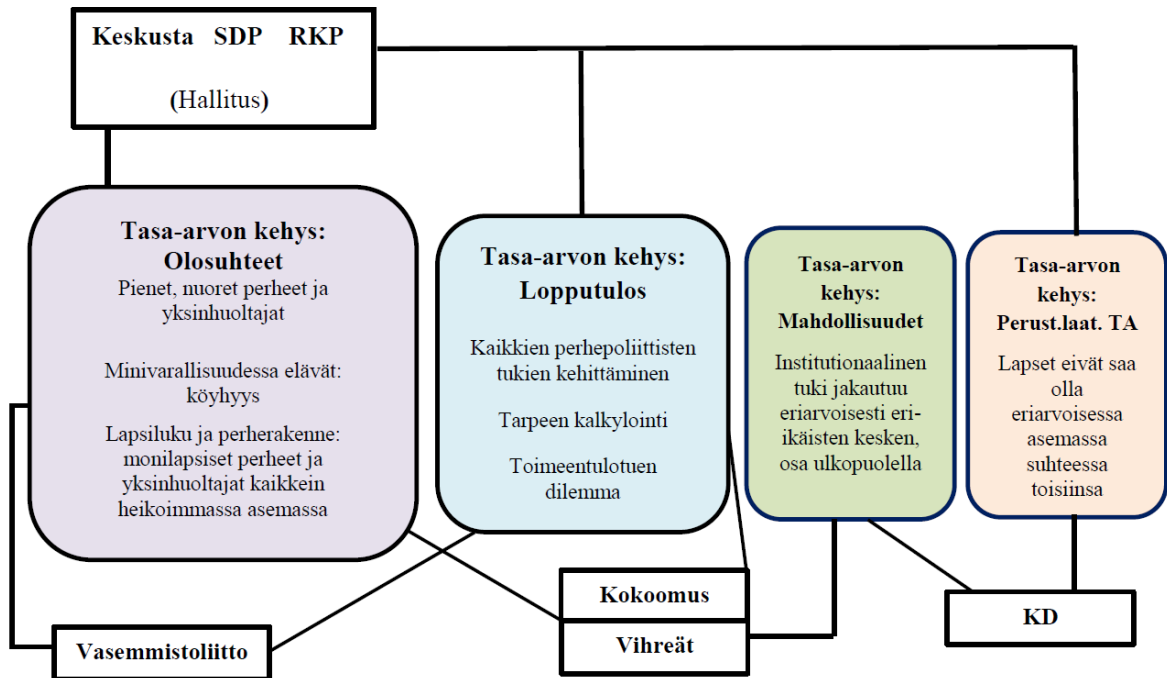 Keskusta SDP RKP
(Hallitus)
Tasa-arvon kehys:
Olosuhteet
Pienet, nuoret perheet ja
yksinhuoltajat
Minivarallisuudessa elävät:
köyhyys
Lapsiluku ja perherakenne:
monilapsiset perheet ja
yksinhuoltajat kaikkein
heikoimmassa asemassa
Tasa-arvon kehys:
Lopputulos
Kaikkien perhepoliittisten
tukien kehittäminen
Tarpeen kalkylointi
Toimeentulotuen
dilemma
Tasa-arvon
kehys:
Mahdollisuudet
Institutionaalinen
tuki jakautuu
eriarvoisesti eri-
ikäisten kesken,
osa ulkopuolella
Tasa-arvon
kehys:
Perust.laat. TA
Lapset eivät saa
olla
eriarvoisessa
asemassa
suhteessa
toisiinsa
Vasemmistoliitto
Kokoomus
Vihreät
KD